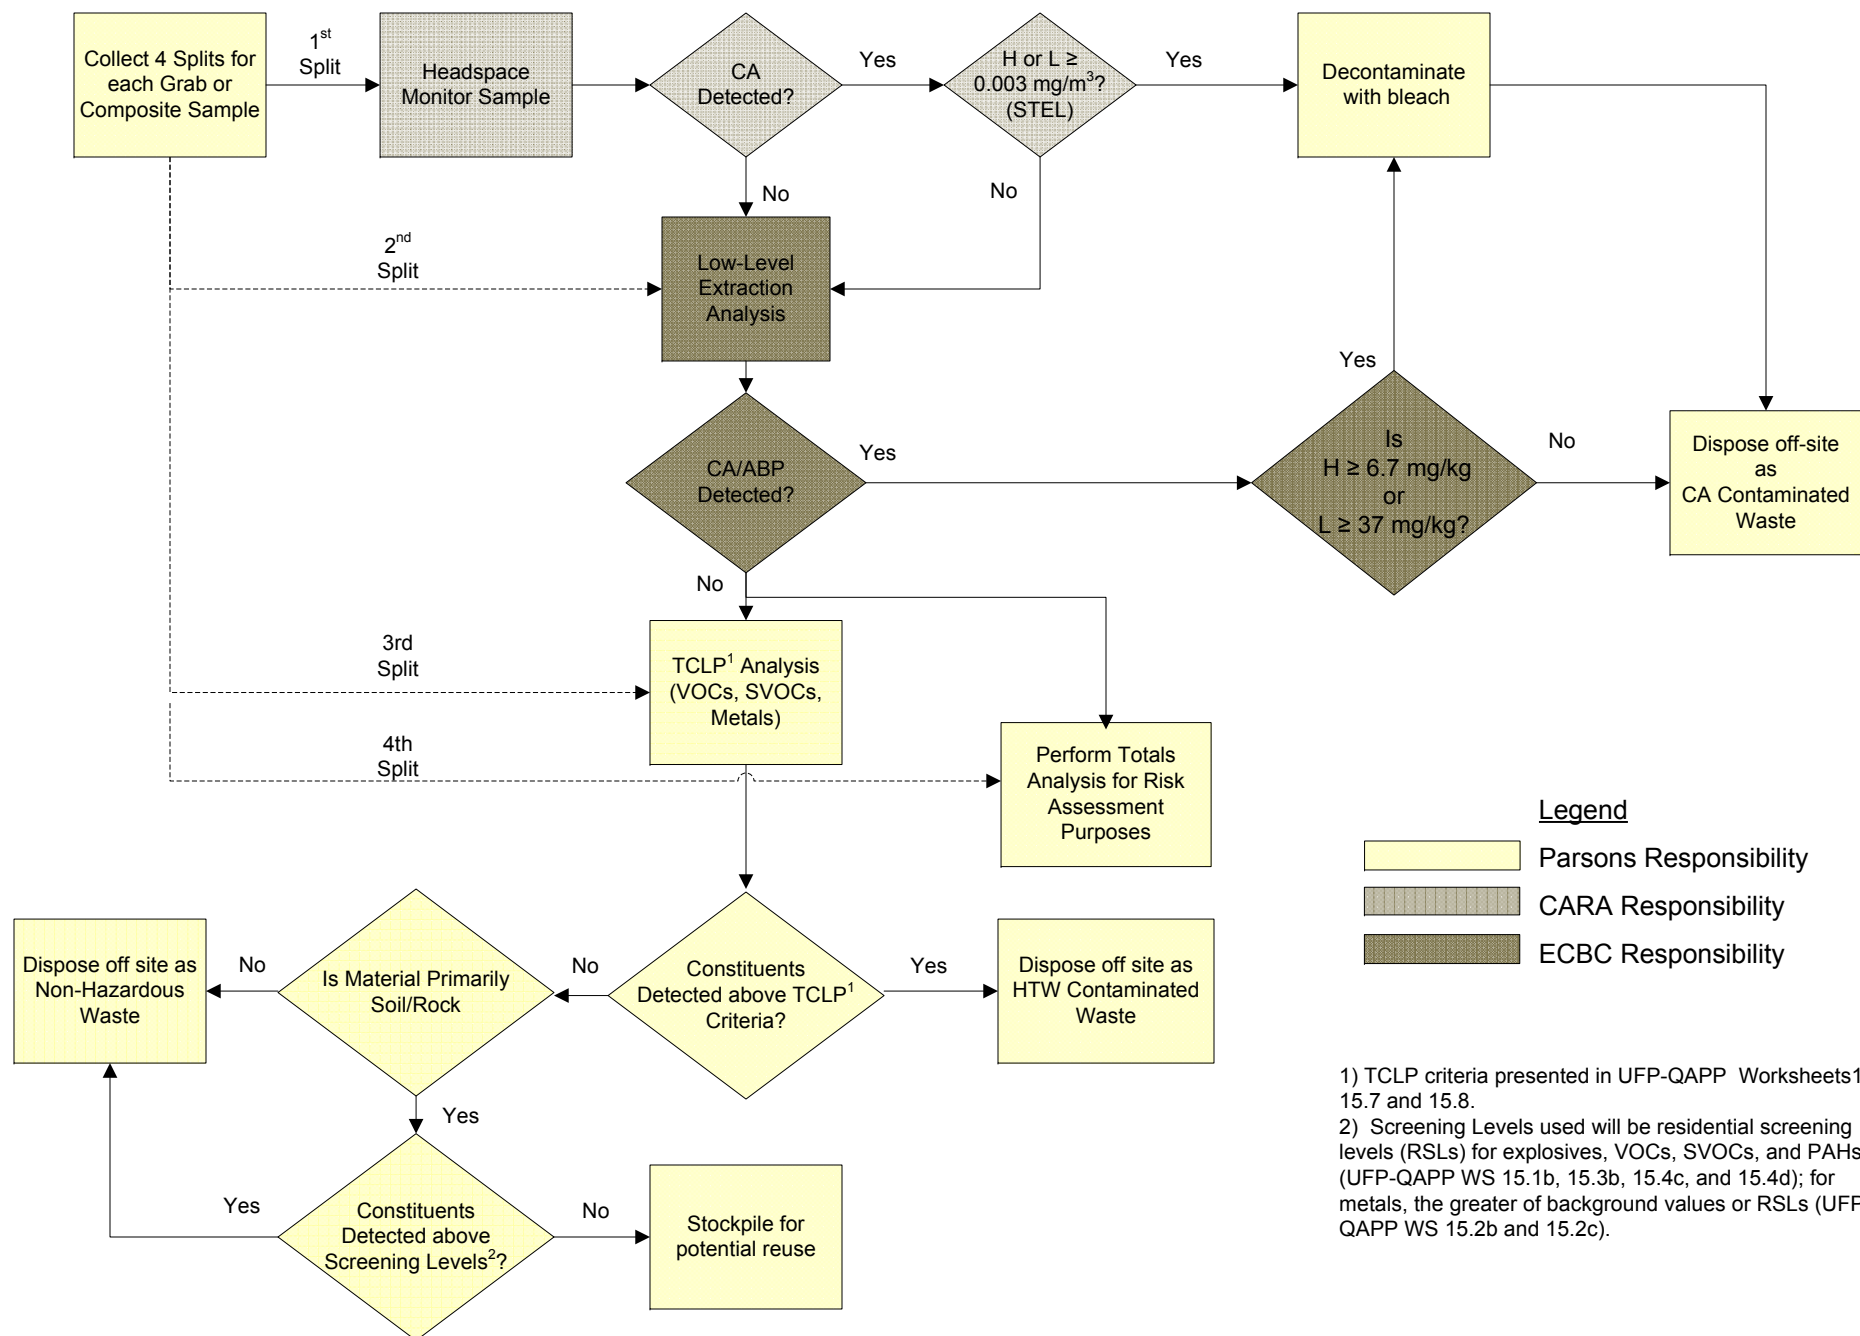 Collect 4 Splits for
each Grab or
Composite Sample
1st
Split
Headspace
Monitor Sample
CA
Detected?
Yes
H or L ≥
0.003 mg/m³?
(STEL)
Yes
Decontaminate
with bleach
No
No
2nd
Split
Low-Level
Extraction
Analysis
Yes
CA/ABP
Detected?
Yes
Is
H ≥ 6.7 mg/kg
or
L ≥ 37 mg/kg?
No
Dispose off-site
as
CA Contaminated
Waste
No
3rd
Split
TCLP¹ Analysis
(VOCs, SVOCs,
Metals)
4th
Split
Perform Totals
Analysis for Risk
Assessment
Purposes
Legend
Parsons Responsibility
CARA Responsibility
ECBC Responsibility
Dispose off site as
Non-Hazardous
Waste
No
Is Material Primarily
Soil/Rock
No
Constituents
Detected above TCLP¹
Criteria?
Yes
Dispose off site as
HTW Contaminated
Waste
Yes
Yes
Constituents
Detected above
Screening Levels²?
No
Stockpile for
potential reuse
1) TCLP criteria presented in UFP-QAPP Worksheets1
15.7 and 15.8.
2) Screening Levels used will be residential screening
levels (RSLs) for explosives, VOCs, SVOCs, and PAHs
(UFP-QAPP WS 15.1b, 15.3b, 15.4c, and 15.4d); for
metals, the greater of background values or RSLs (UFP
QAPP WS 15.2b and 15.2c).